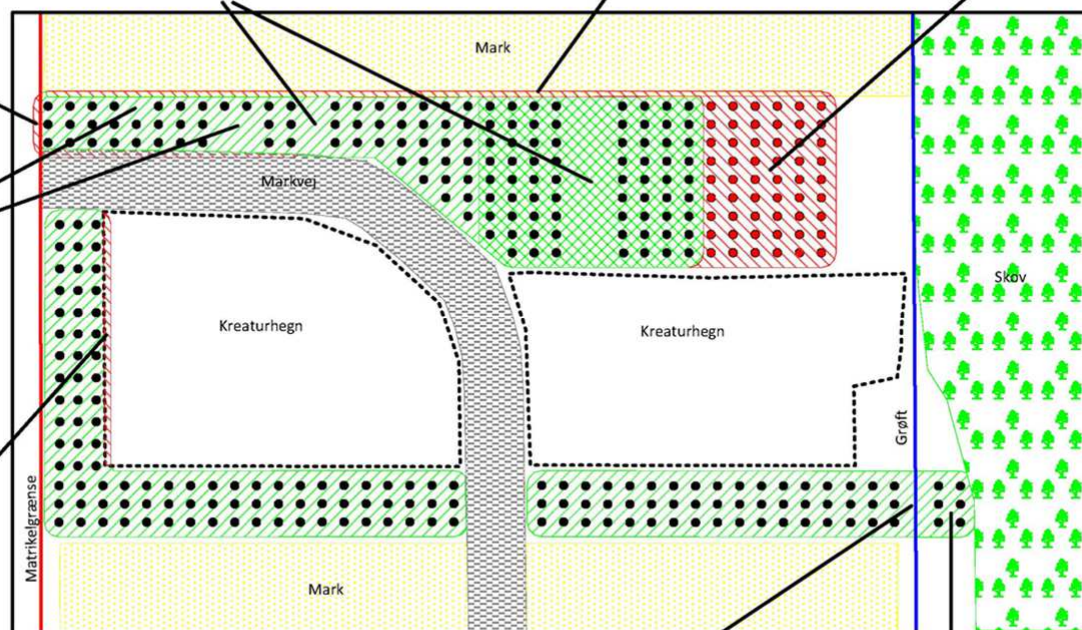 Mark
Markvej
Skov
Kreaturhegn
Kreaturhegn
Grøft
Matrikelgrænse
Mark